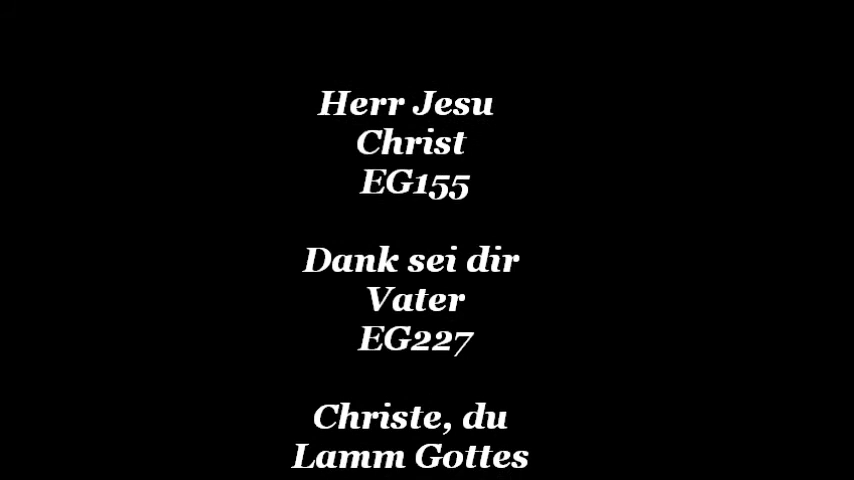 Herr Jesu
Christ
EG155
Dank sei dir
Vater
EG227
Christe, du
Lamm Gottes